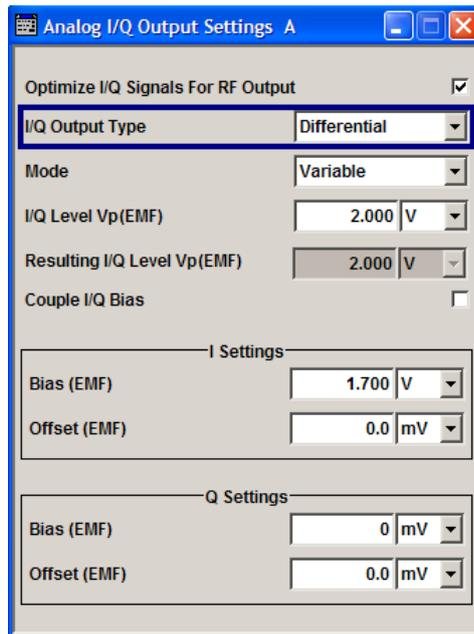 Analog I/Q Output Settings A
Optimize I/Q Signals For RF Output
I/Q Output Type Differential
Mode Variable
I/Q Level Vp(EMF) 2.000 V
Resulting I/Q Level Vp(EMF) 2.000 V
Couple I/Q Bias
I Settings
Bias (EMF) 1.700 V
Offset (EMF) 0.0 mV
Q Settings
Bias (EMF) 0 mV
Offset (EMF) 0.0 mV